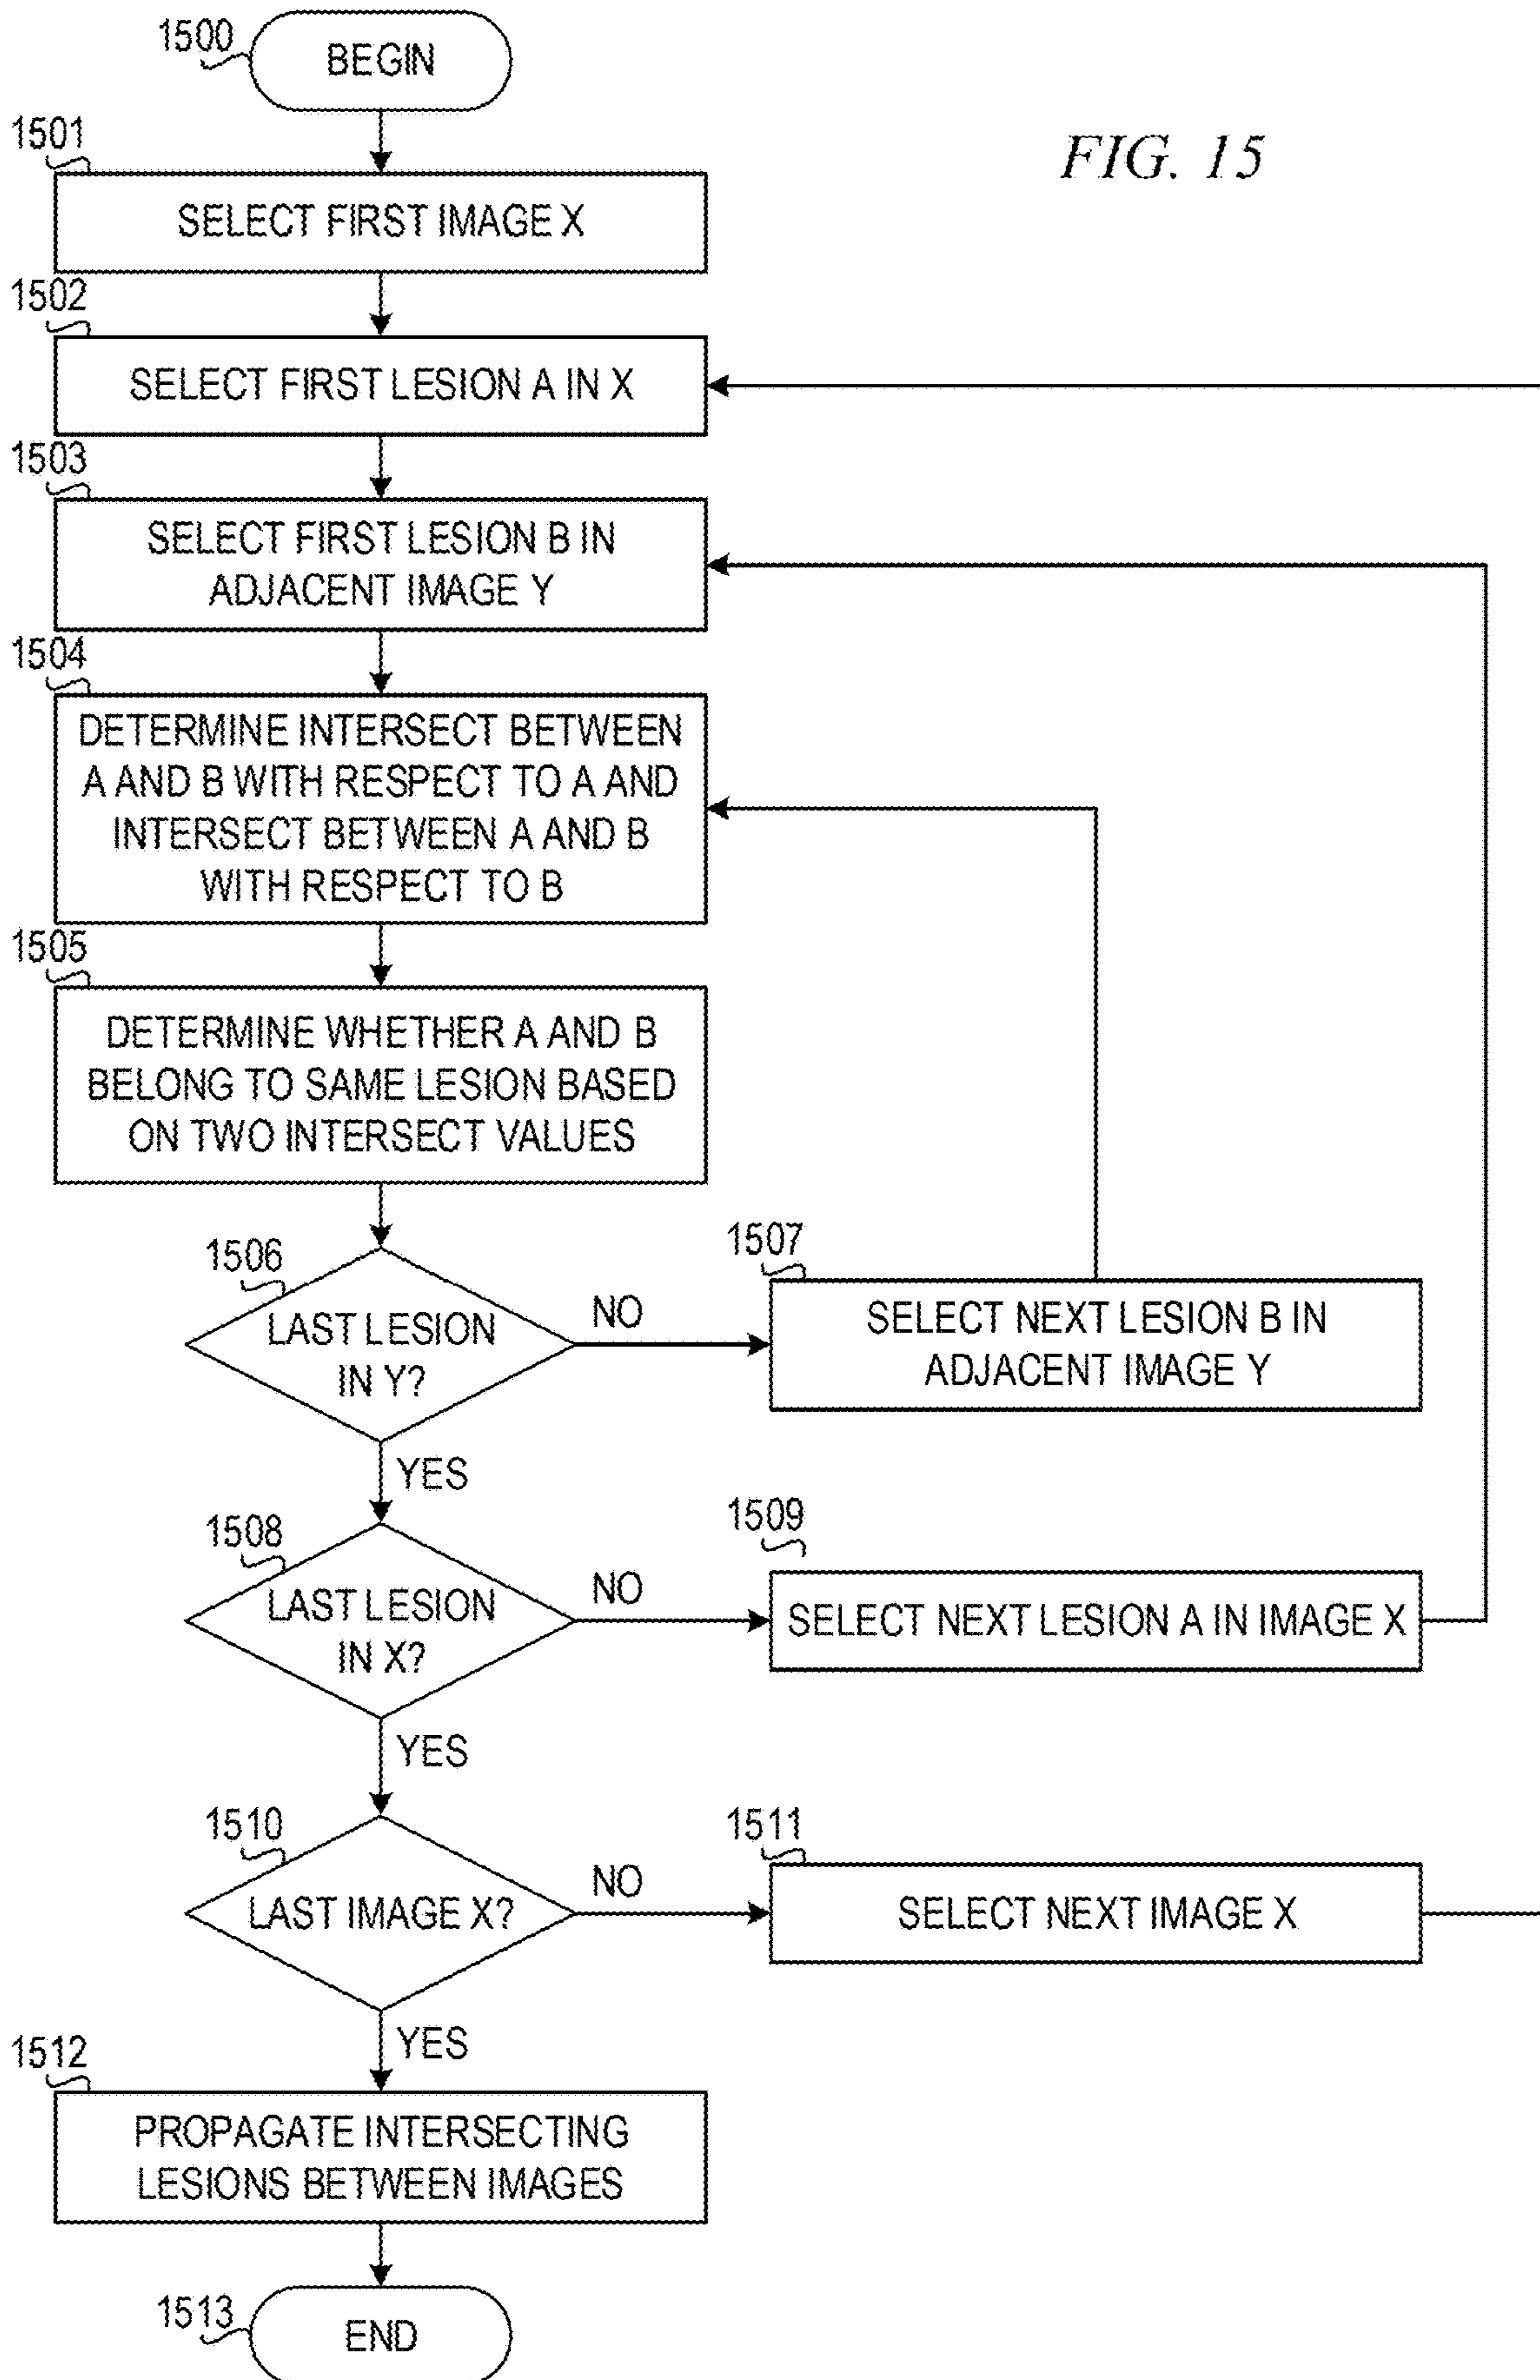 1500
BEGIN
FIG. 15
1501
SELECT FIRST IMAGE X
1502
SELECT FIRST LESION A IN X
1503
SELECT FIRST LESION B IN
ADJACENT IMAGE Y
1504
DETERMINE INTERSECT BETWEEN
A AND B WITH RESPECT TO A AND
INTERSECT BETWEEN A AND B
WITH RESPECT TO B
1505
DETERMINE WHETHER A AND B
BELONG TO SAME LESION BASED
ON TWO INTERSECT VALUES
1506
LAST LESION
IN Y?
NO
1507
SELECT NEXT LESION B IN
ADJACENT IMAGE Y
YES
1508
LAST LESION
IN X?
NO
1509
SELECT NEXT LESION A IN IMAGE X
YES
1510
LAST IMAGE X?
NO
1511
SELECT NEXT IMAGE X
YES
1512
PROPAGATE INTERSECTING
LESIONS BETWEEN IMAGES
1513
END